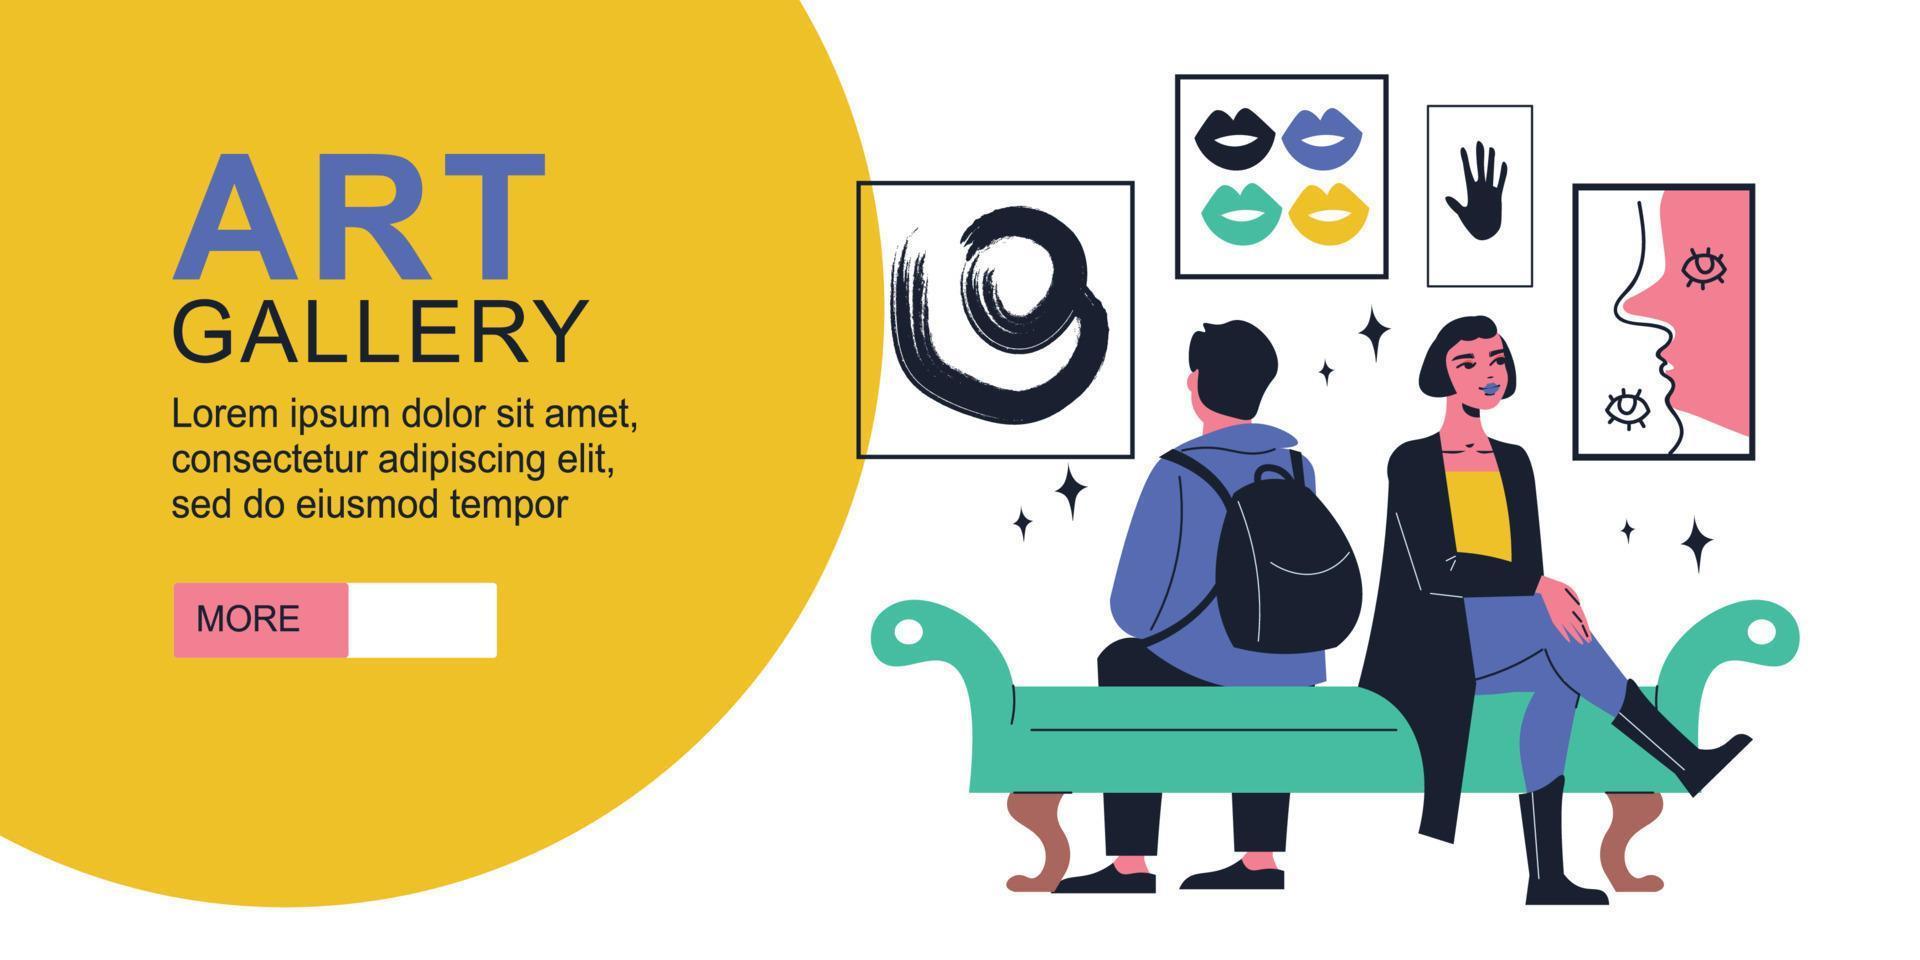 ART
GALLERY
Lorem ipsum dolor sit amet,
consectetur adipiscing elit,
sed do eiusmod tempor
MORE